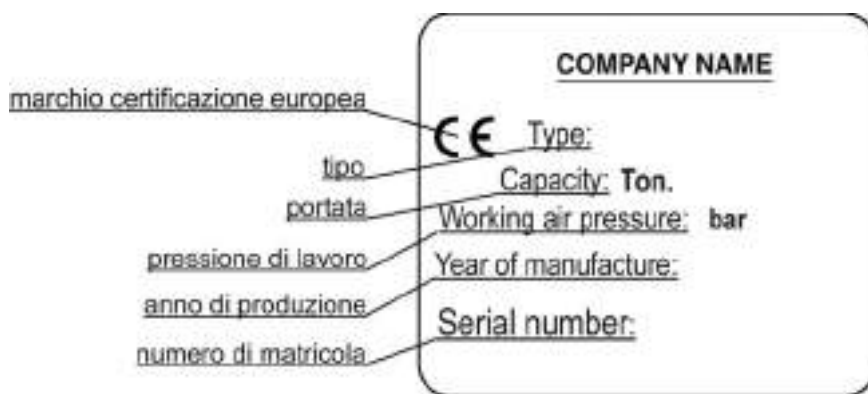 COMPANY NAME
marchio certificazione europea
CE Type:
tipo
Capacity: Ton.
portata
Working air pressure: bar
pressione di lavoro
Year of manufacture:
anno di produzione
Serial number:
numero di matricola